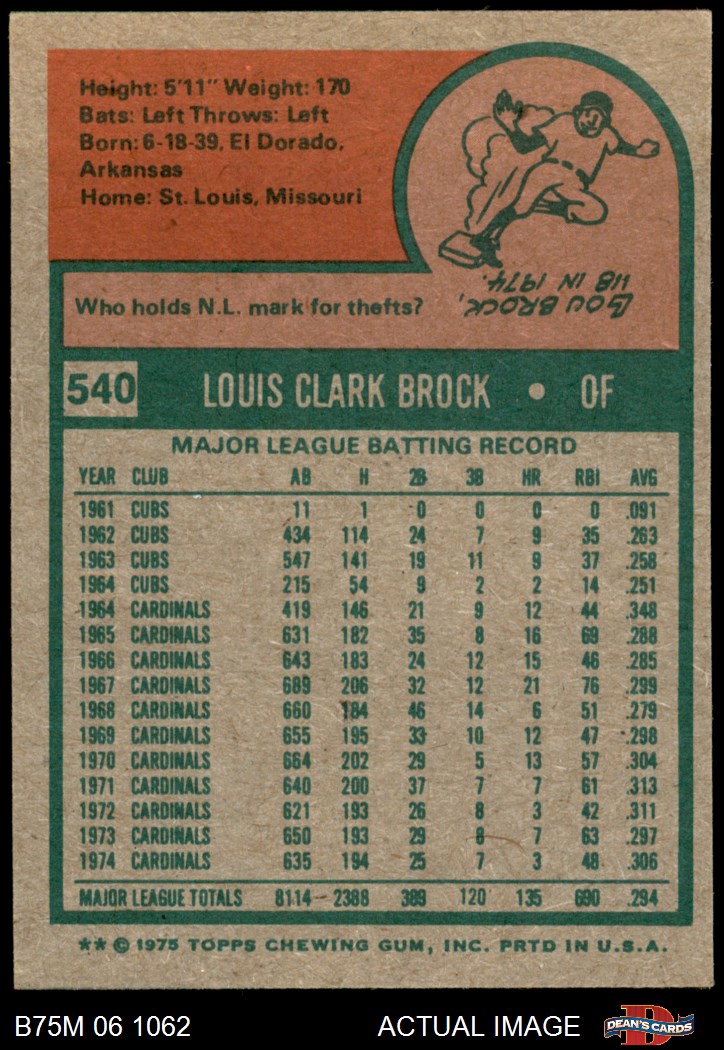 Height: 5'11" Weight: 170
Bats: Left Throws: Left
Born: 6-18-39, El Dorado,
Arkansas
Home: St. Louis, Missouri
Who holds N.L. mark for thefts?
LOU BROCK,
118 IN 1974.
540 LOUIS CLARK BROCK • OF
MAJOR LEAGUE BATTING RECORD
YEAR CLUB AB H 2B 3B HR RBI AVG
1961 CUBS 11 1 0 0 0 0 .091
1962 CUBS 434 114 24 7 9 35 .263
1963 CUBS 547 141 19 11 9 37 .258
1964 CUBS 215 54 9 2 2 14 .251
1964 CARDINALS 419 146 21 9 12 44 .348
1965 CARDINALS 631 182 35 8 16 69 .288
1966 CARDINALS 643 183 24 12 15 46 .285
1967 CARDINALS 689 206 32 12 21 76 .299
1968 CARDINALS 660 184 46 14 6 51 .279
1969 CARDINALS 655 195 33 10 12 47 .298
1970 CARDINALS 664 202 29 5 13 57 .304
1971 CARDINALS 640 200 37 7 7 61 .313
1972 CARDINALS 621 193 26 8 3 42 .311
1973 CARDINALS 650 193 29 8 7 63 .297
1974 CARDINALS 635 194 25 7 3 48 .306
MAJOR LEAGUE TOTALS 8114 2388 389 120 135 690 .294
** © 1975 TOPPS CHEWING GUM, INC. PRTD IN U.S.A.
B75M 06 1062 ACTUAL IMAGE D DEAN'S CARDS